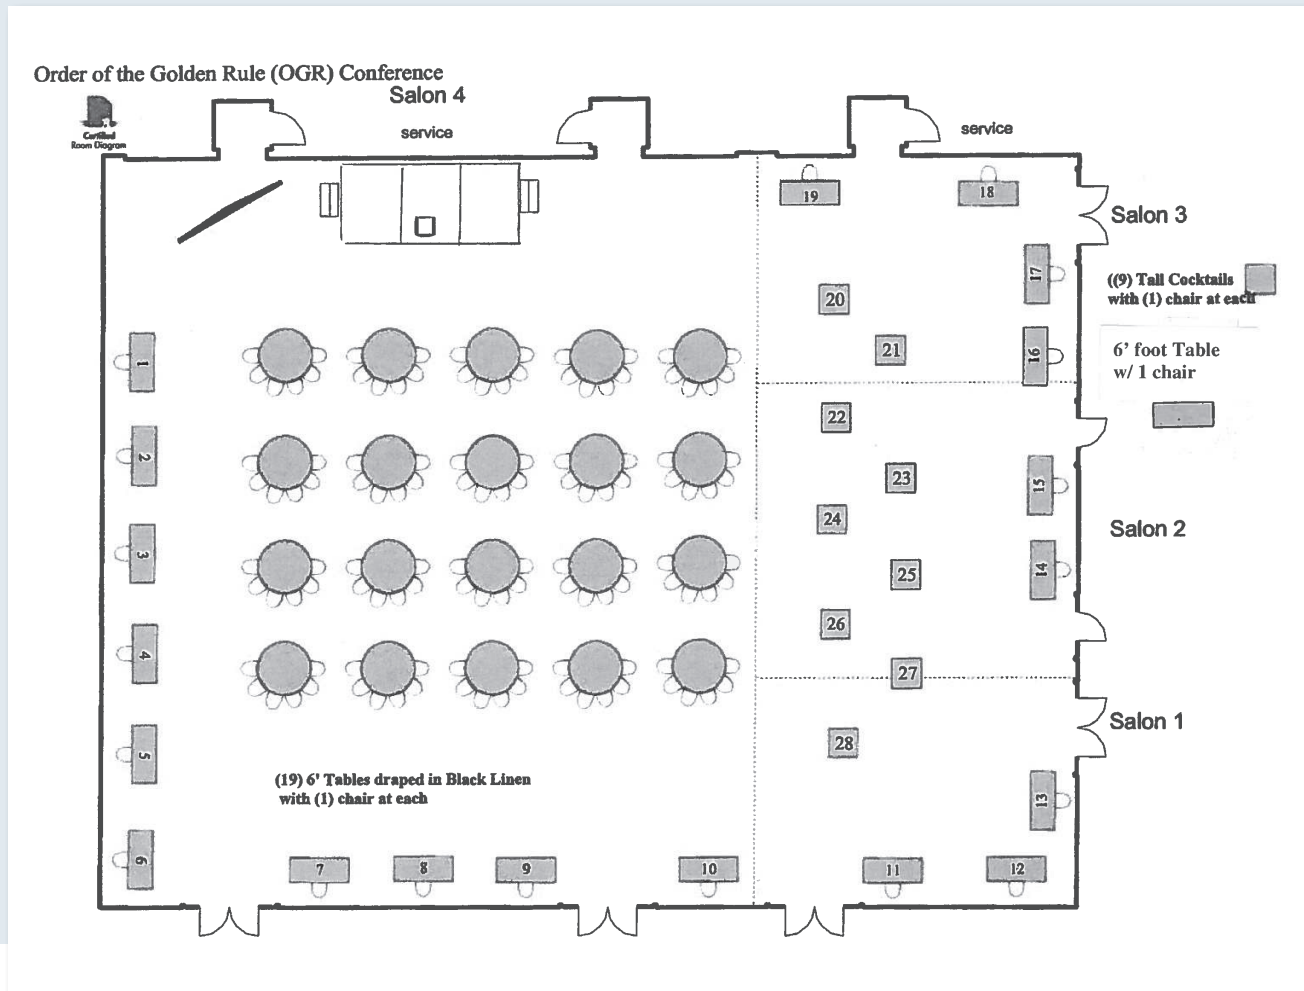 Order of the Golden Rule (OGR) Conference
Salon 4
Certified
Room Diagram
service
service
19
18
Salon 3
17
((9) Tall Cocktails
with (1) chair at each
20
21
16
6' foot Table
w/ 1 chair
1
22
2
23
15
24
Salon 2
3
25
14
26
4
27
Salon 1
28
5
(19) 6' Tables draped in Black Linen
with (1) chair at each
13
6
7
8
9
10
11
12